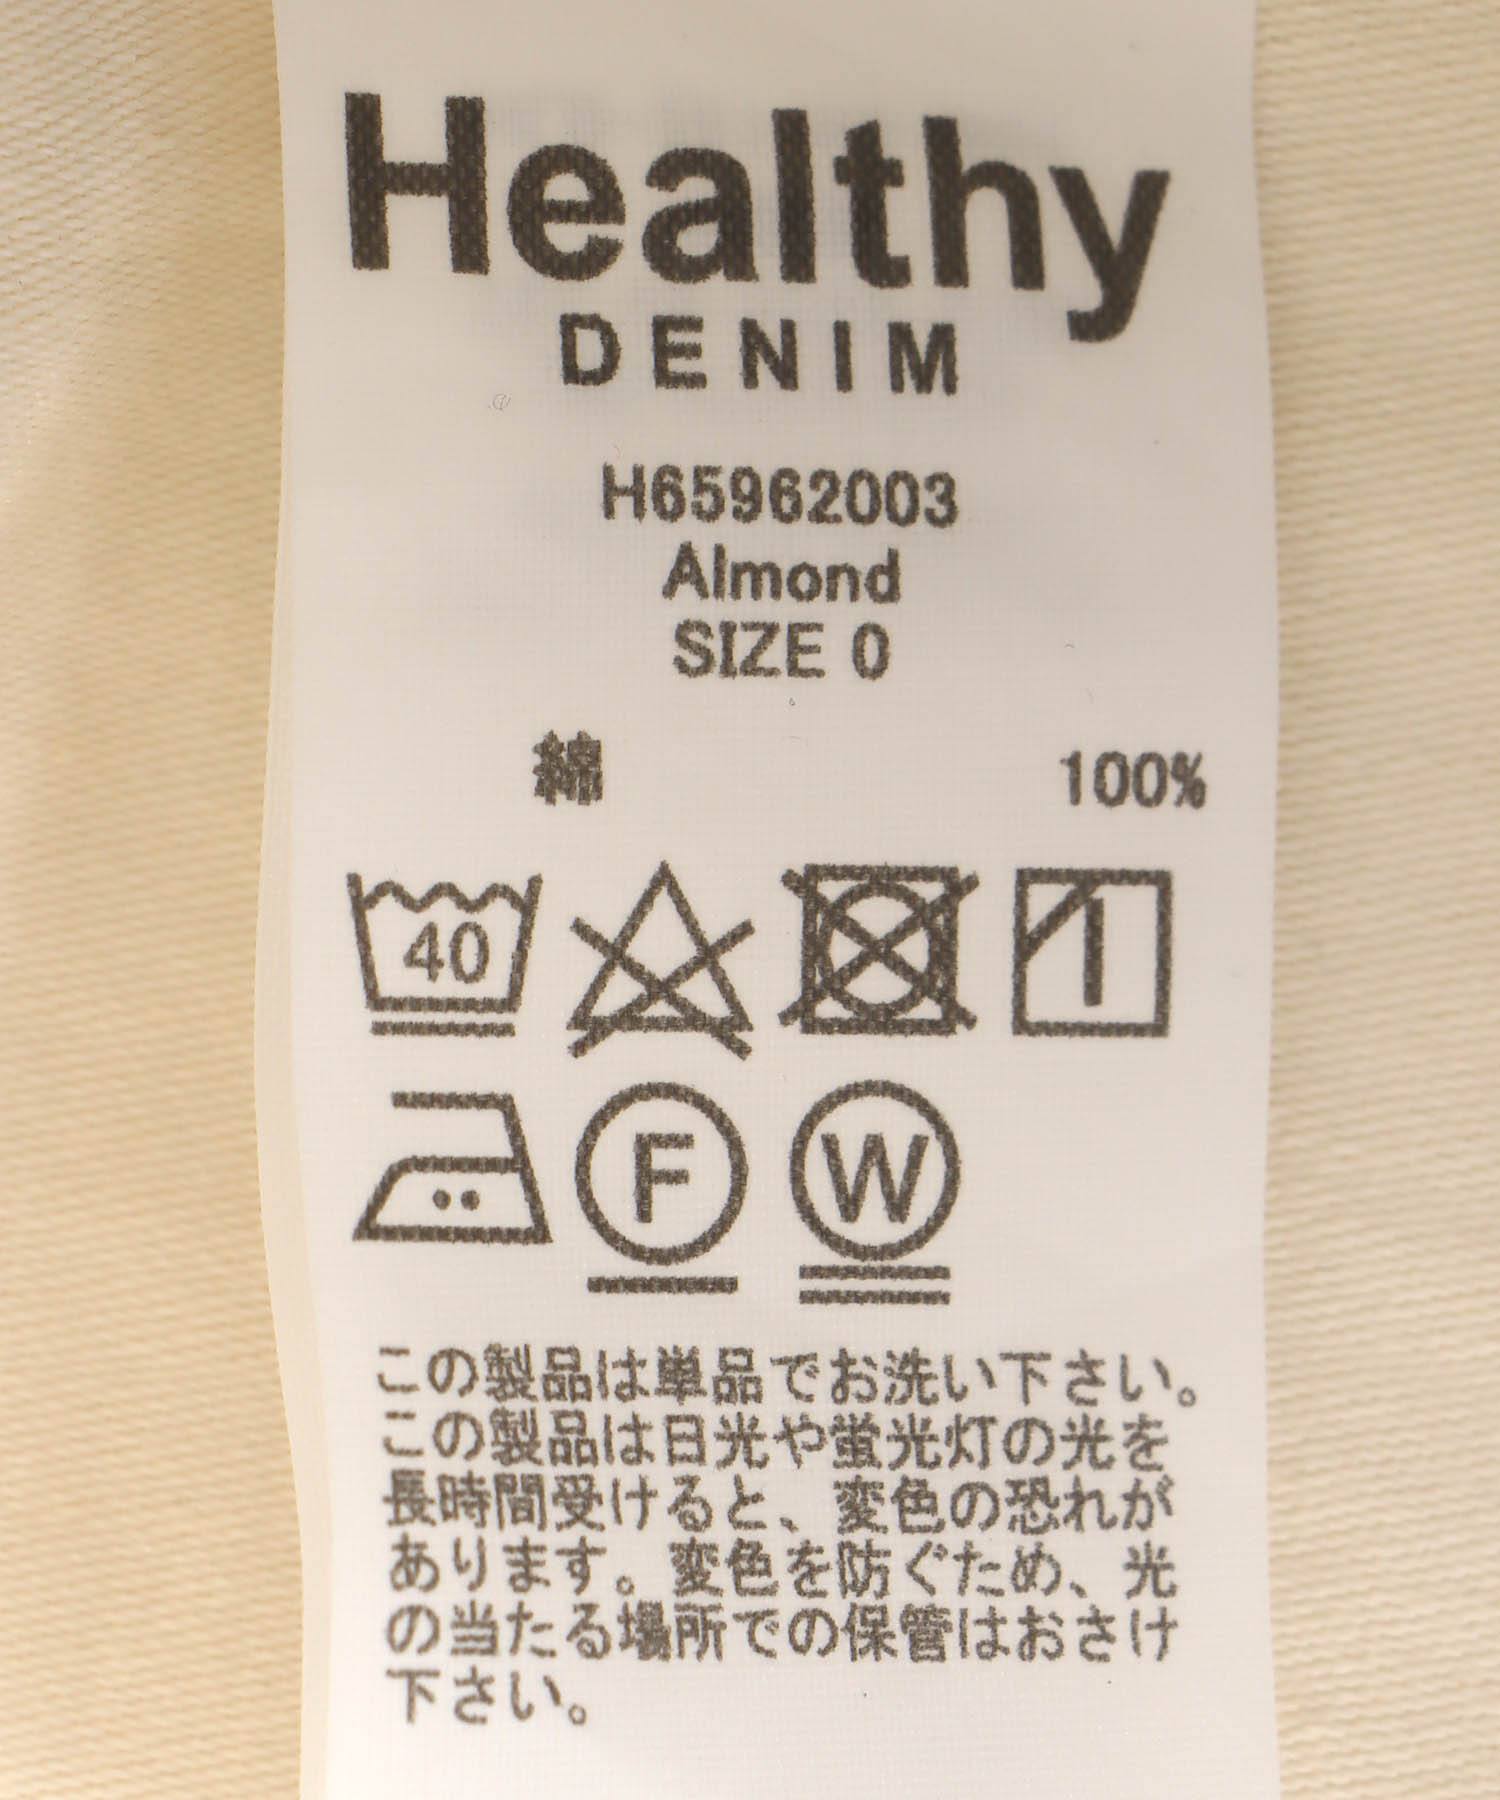 Healthy
DENIM
H65962003
Almond
SIZE 0
綿 100%
40
F W
この製品は単品でお洗い下さい。
この製品は日光や蛍光灯の光を
長時間受けると、変色の恐れが
あります。変色を防ぐため、光
の当たる場所での保管はおさけ
下さい。